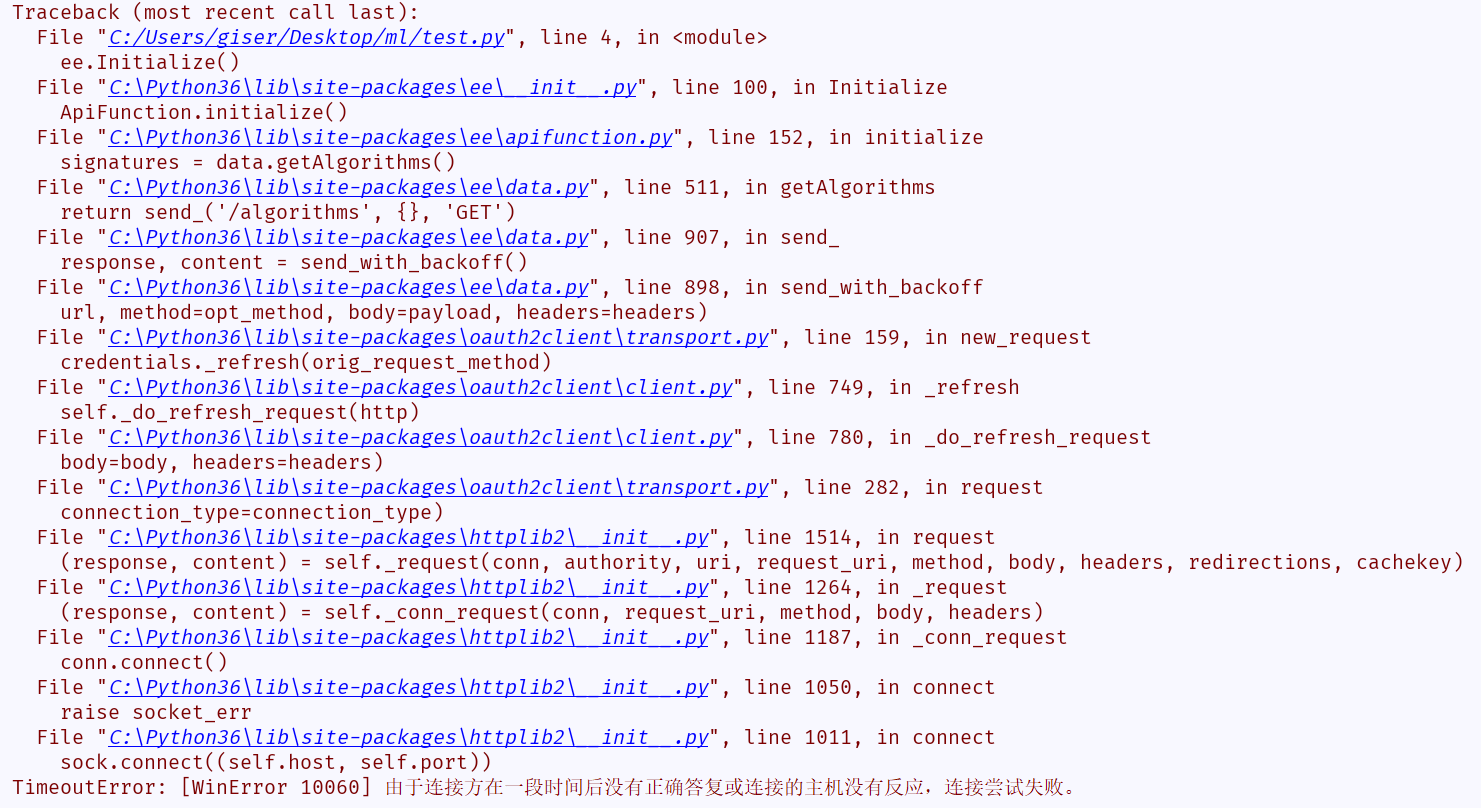 Traceback (most recent call last):
  File "C:/Users/giser/Desktop/ml/test.py", line 4, in <module>
    ee.Initialize()
  File "C:\Python36\lib\site-packages\ee\__init__.py", line 100, in Initialize
    ApiFunction.initialize()
  File "C:\Python36\lib\site-packages\ee\apifunction.py", line 152, in initialize
    signatures = data.getAlgorithms()
  File "C:\Python36\lib\site-packages\ee\data.py", line 511, in getAlgorithms
    return send_('/algorithms', {}, 'GET')
  File "C:\Python36\lib\site-packages\ee\data.py", line 907, in send_
    response, content = send_with_backoff()
  File "C:\Python36\lib\site-packages\ee\data.py", line 898, in send_with_backoff
    url, method=opt_method, body=payload, headers=headers)
  File "C:\Python36\lib\site-packages\oauth2client\transport.py", line 159, in new_request
    credentials._refresh(orig_request_method)
  File "C:\Python36\lib\site-packages\oauth2client\client.py", line 749, in _refresh
    self._do_refresh_request(http)
  File "C:\Python36\lib\site-packages\oauth2client\client.py", line 780, in _do_refresh_request
    body=body, headers=headers)
  File "C:\Python36\lib\site-packages\oauth2client\transport.py", line 282, in request
    connection_type=connection_type)
  File "C:\Python36\lib\site-packages\httplib2\__init__.py", line 1514, in request
    (response, content) = self._request(conn, authority, uri, request_uri, method, body, headers, redirections, cachekey)
  File "C:\Python36\lib\site-packages\httplib2\__init__.py", line 1264, in _request
    (response, content) = self._conn_request(conn, request_uri, method, body, headers)
  File "C:\Python36\lib\site-packages\httplib2\__init__.py", line 1187, in _conn_request
    conn.connect()
  File "C:\Python36\lib\site-packages\httplib2\__init__.py", line 1050, in connect
    raise socket_err
  File "C:\Python36\lib\site-packages\httplib2\__init__.py", line 1011, in connect
    sock.connect((self.host, self.port))
TimeoutError: [WinError 10060] 由于连接方在一段时间后没有正确答复或连接的主机没有反应，连接尝试失败。